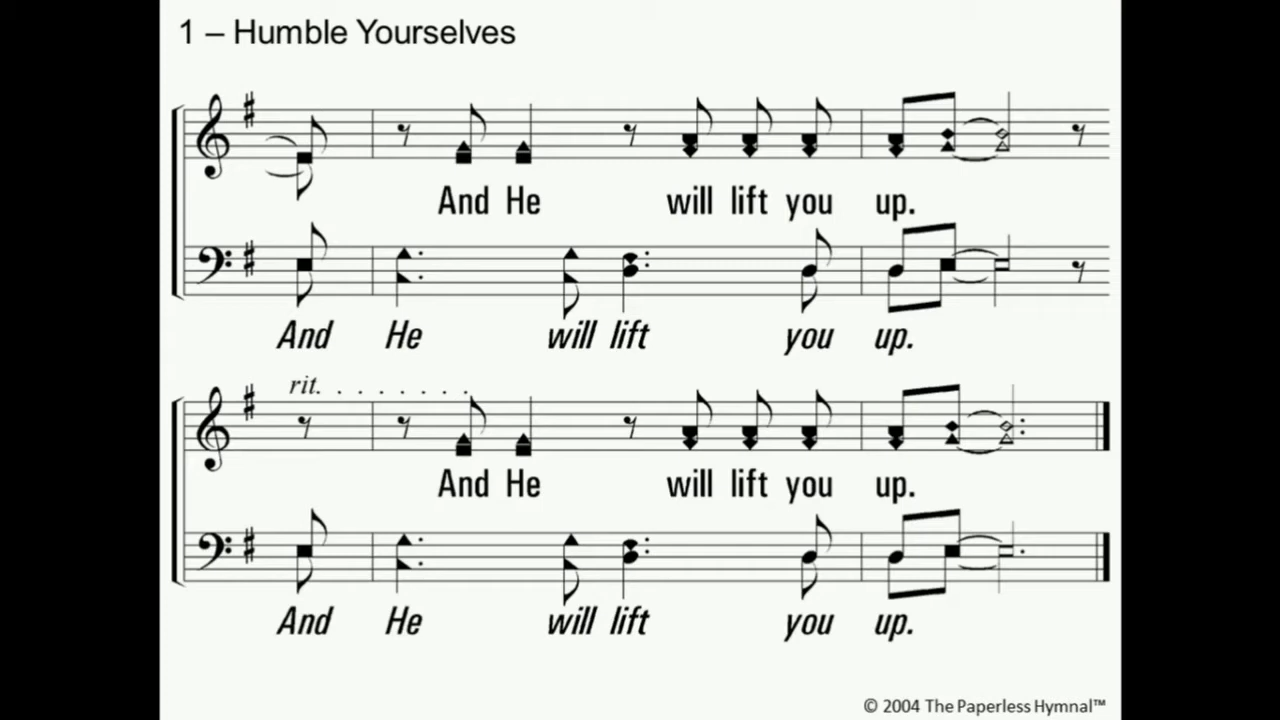 1 – Humble Yourselves
And He will lift you up.
And He will lift you up.
rit. . . . . . . .
And He will lift you up.
And He will lift you up.
© 2004 The Paperless Hymnal™